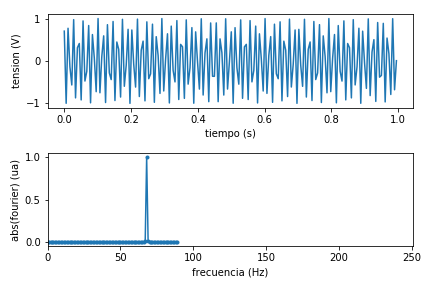 tension (V)
1
0
−1
0.0 0.2 0.4 0.6 0.8 1.0
tiempo (s)
abs(fourier) (ua)
1.0
0.5
0.0
0 50 100 150 200 250
frecuencia (Hz)